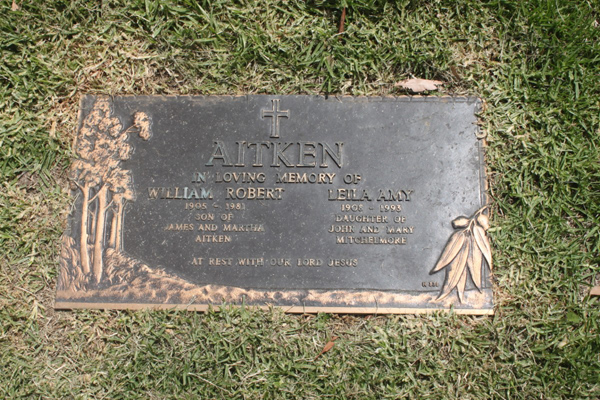 AITKEN
IN LOVING MEMORY OF
WILLIAM ROBERT LEILA AMY
1905 - 1983 1908 - 1993
SON OF DAUGHTER OF
JAMES AND MARTHA JOHN AND MARY
AITKEN MITCHELMORE
AT REST WITH OUR LORD JESUS